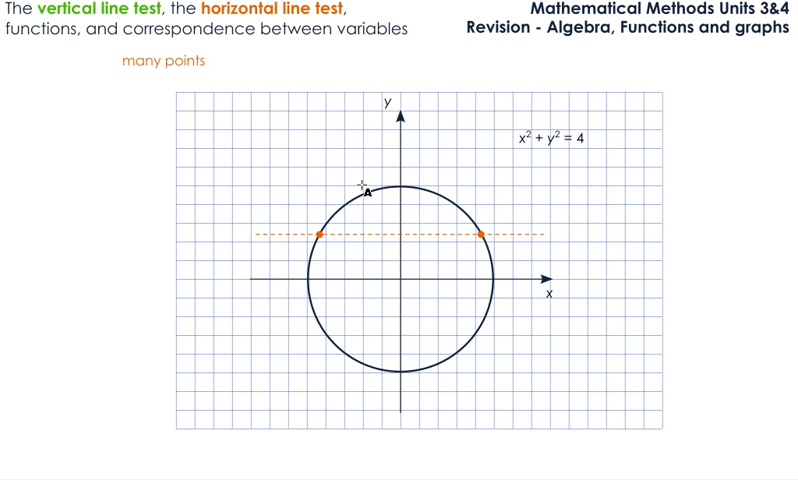 The vertical line test, the horizontal line test,
functions, and correspondence between variables
Mathematical Methods Units 3&4
Revision - Algebra, Functions and graphs
many points
y
x² + y² = 4
A
x